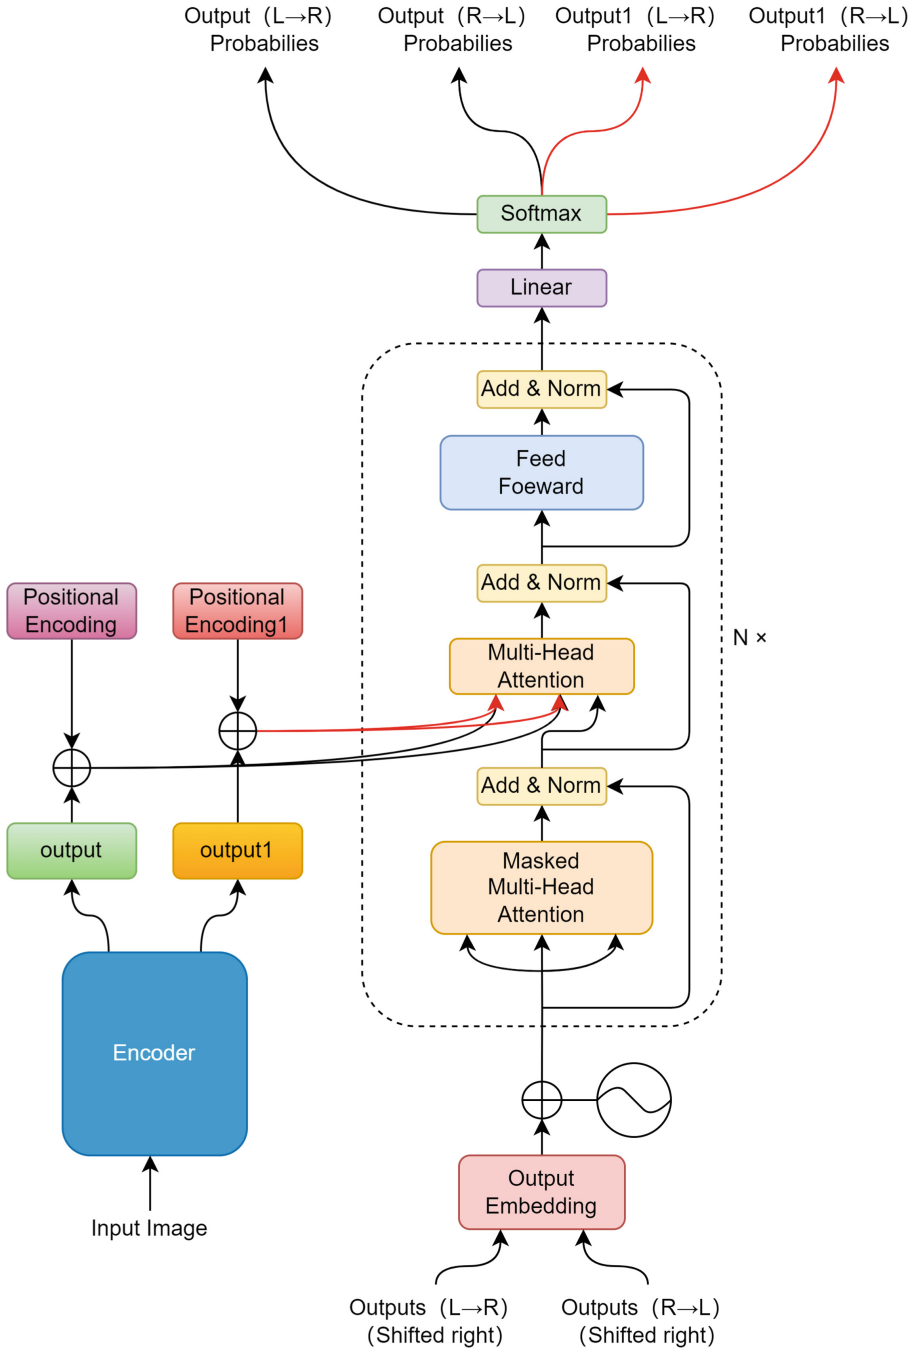 Output（L→R）
Probabilies
Output（R→L）
Probabilies
Output1（L→R）
Probabilies
Output1（R→L）
Probabilies
Softmax
Linear
Add & Norm
Feed
Foeward
Add & Norm
Multi-Head
Attention
N ×
Add & Norm
Masked
Multi-Head
Attention
Positional
Encoding
Positional
Encoding1
output
output1
Encoder
Input Image
Output
Embedding
Outputs（L→R）
（Shifted right）
Outputs（R→L）
（Shifted right）